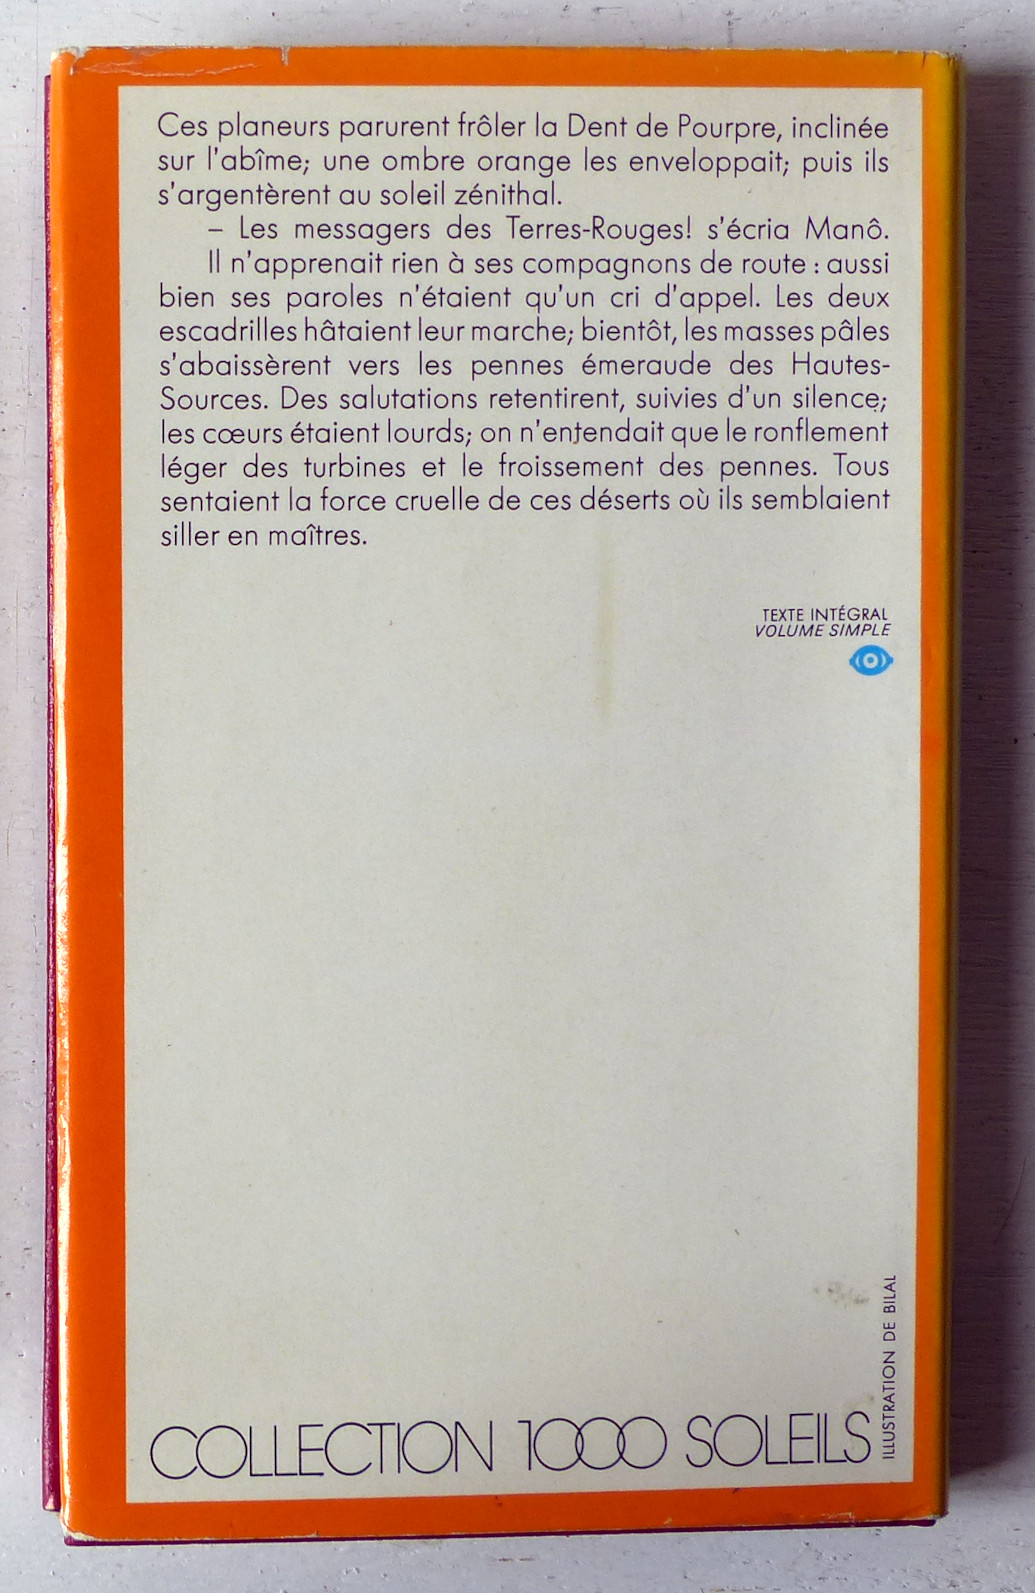 Ces planeurs parurent frôler la Dent de Pourpre, inclinée
sur l'abîme; une ombre orange les enveloppait; puis ils
s'argentèrent au soleil zénithal.
– Les messagers des Terres-Rouges! s'écria Manô.
Il n'apprenait rien à ses compagnons de route : aussi
bien ses paroles n'étaient qu'un cri d'appel. Les deux
escadrilles hâtaient leur marche; bientôt, les masses pâles
s'abaissèrent vers les pennes émeraude des Hautes-
Sources. Des salutations retentirent, suivies d'un silence;
les cœurs étaient lourds; on n'entendait que le ronflement
léger des turbines et le froissement des pennes. Tous
sentaient la force cruelle de ces déserts où ils semblaient
siller en maîtres.
TEXTE INTÉGRAL
VOLUME SIMPLE
ILLUSTRATION DE BILAL
COLLECTION 1000 SOLEILS